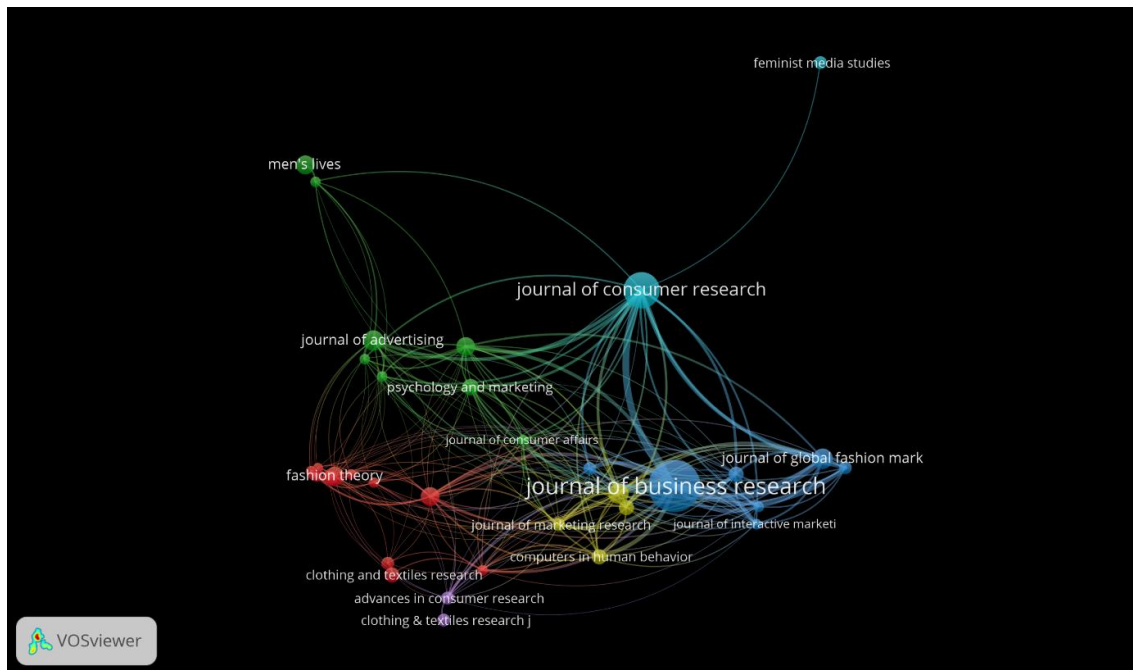 feminist media studies
men's lives
journal of consumer research
journal of advertising
psychology and marketing
journal of consumer affairs
journal of global fashion mark
fashion theory
journal of business research
journal of marketing research
journal of interactive marketi
computers in human behavior
clothing and textiles research
advances in consumer research
clothing & textiles research j
VOSviewer